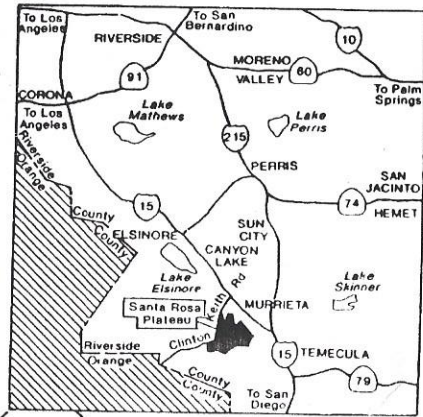 To Los
Angeles
To San
Bernardino
RIVERSIDE
10
MORENO
VALLEY
60
91
To Palm
Springs
CORONA
To Los
Angeles
Lake
Mathews
Lake
Perris
215
PERRIS
Riverside
Orange
County
County
15
SAN
JACINTO
74
HEMET
ELSINORE
SUN
CITY
CANYON
LAKE
Lake
Elsinore
Lake
Skinner
Santa Rosa
Plateau
Clinton
Keith
Rd
MURRIETA
Riverside
Orange
County
County
15
TEMECULA
To San
Diego
79